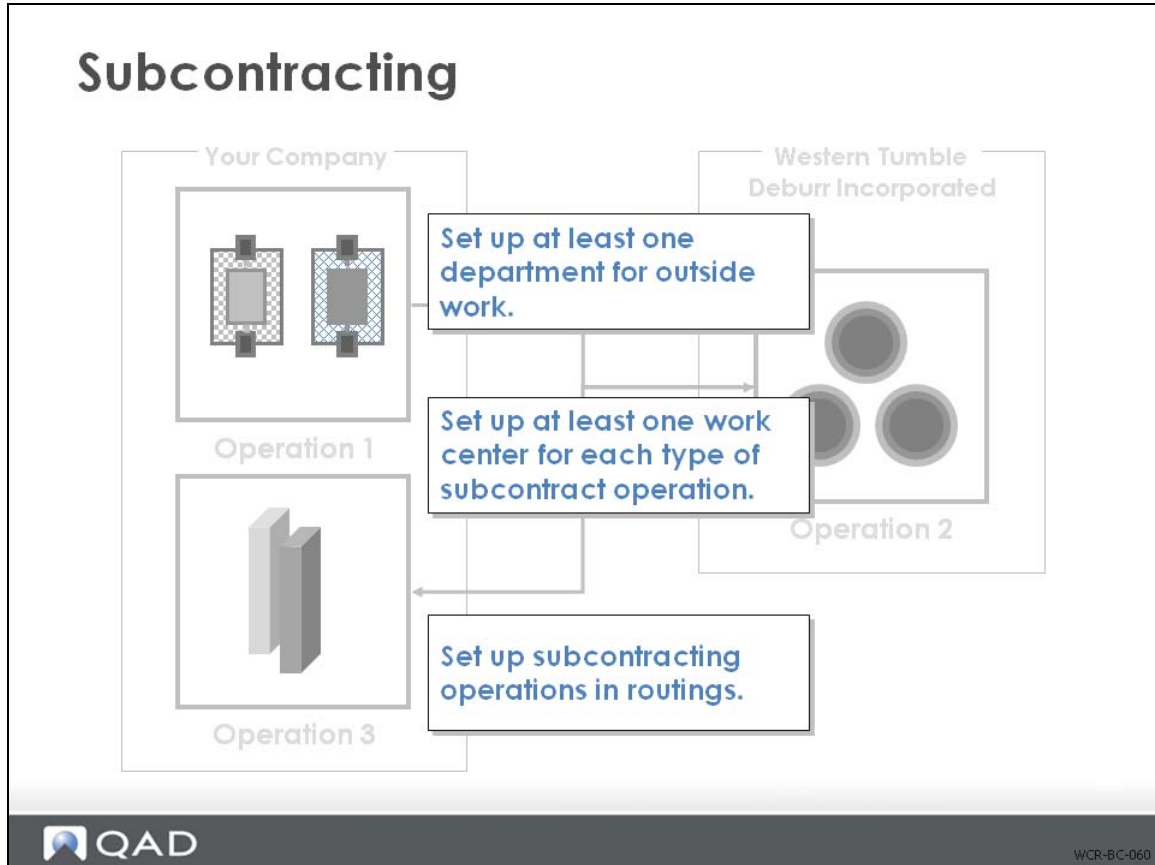 Subcontracting
Your Company
Western Tumble
Deburr Incorporated
Set up at least one
department for outside
work.
Operation 1
Set up at least one work
center for each type of
subcontract operation.
Operation 2
Set up subcontracting
operations in routings.
Operation 3
QAD
WCR-BC-060